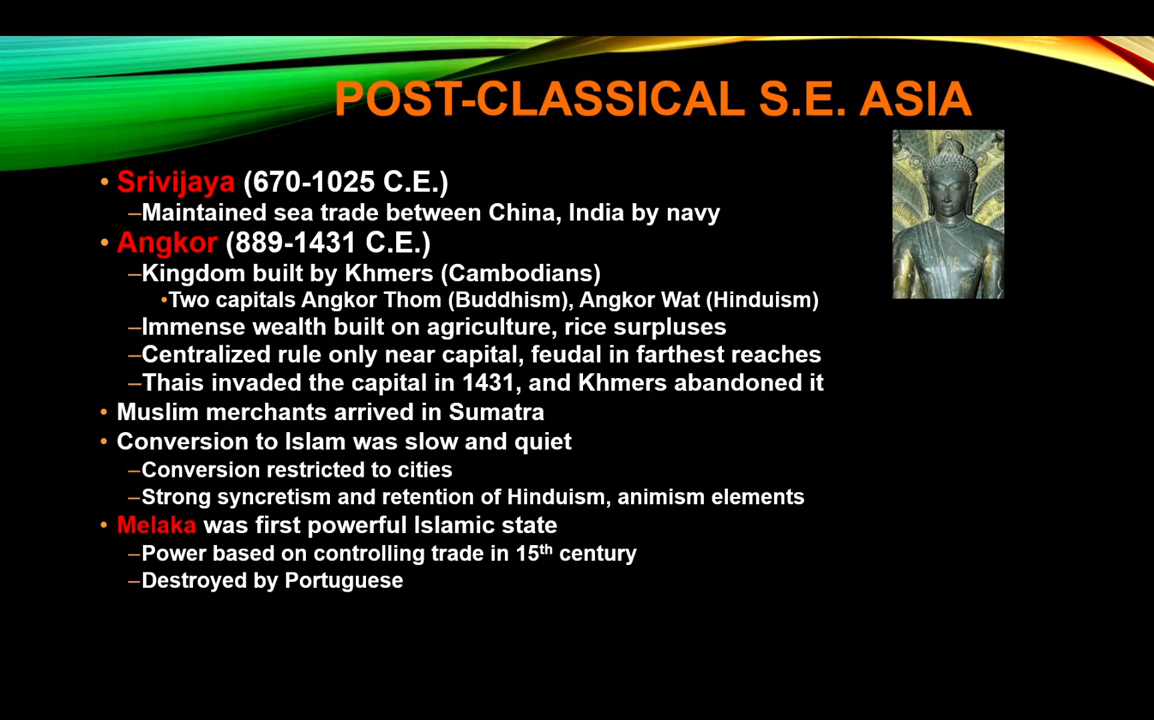 POST-CLASSICAL S.E. ASIA
• Srivijaya (670-1025 C.E.)
–Maintained sea trade between China, India by navy
• Angkor (889-1431 C.E.)
–Kingdom built by Khmers (Cambodians)
•Two capitals Angkor Thom (Buddhism), Angkor Wat (Hinduism)
–Immense wealth built on agriculture, rice surpluses
–Centralized rule only near capital, feudal in farthest reaches
–Thais invaded the capital in 1431, and Khmers abandoned it
• Muslim merchants arrived in Sumatra
• Conversion to Islam was slow and quiet
–Conversion restricted to cities
–Strong syncretism and retention of Hinduism, animism elements
• Melaka was first powerful Islamic state
–Power based on controlling trade in 15th century
–Destroyed by Portuguese